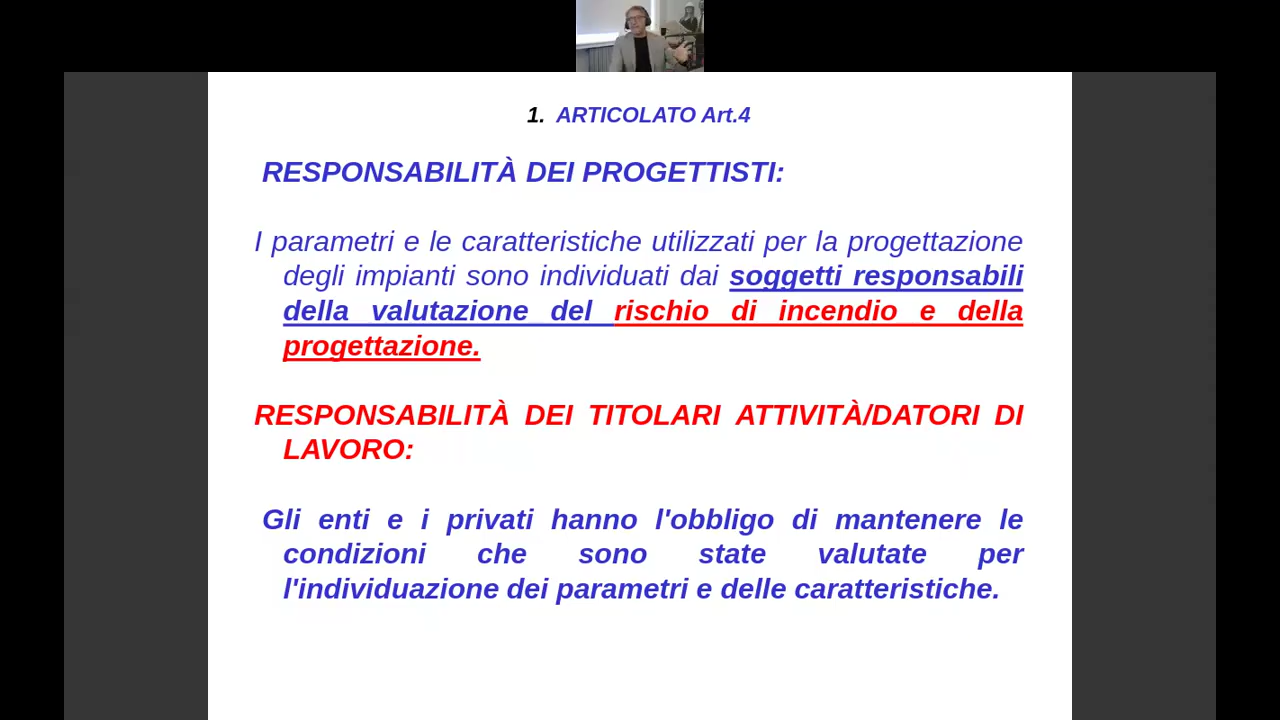 1. ARTICOLATO Art.4
RESPONSABILITÀ DEI PROGETTISTI:
I parametri e le caratteristiche utilizzati per la progettazione
degli impianti sono individuati dai soggetti responsabili
della valutazione del rischio di incendio e della
progettazione.
RESPONSABILITÀ DEI TITOLARI ATTIVITÀ/DATORI DI
LAVORO:
Gli enti e i privati hanno l'obbligo di mantenere le
condizioni che sono state valutate per
l'individuazione dei parametri e delle caratteristiche.